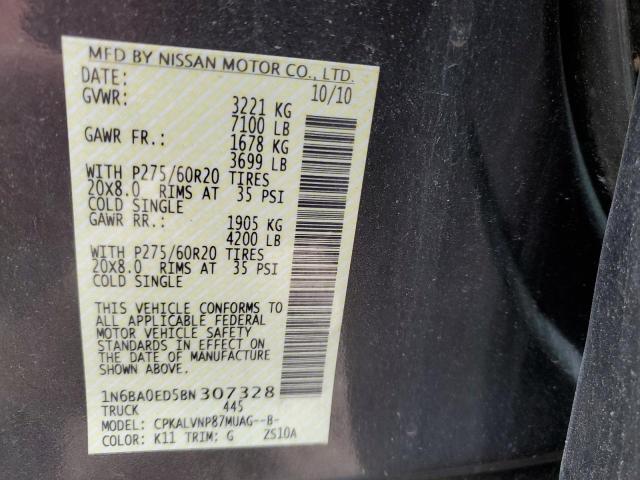 MFD BY NISSAN MOTOR CO., LTD.
DATE: 10/10
GVWR: 3221 KG
7100 LB
GAWR FR.: 1678 KG
3699 LB
WITH P275/60R20 TIRES
20X8.0 RIMS AT 35 PSI
COLD SINGLE
GAWR RR.: 1905 KG
4200 LB
WITH P275/60R20 TIRES
20X8.0 RIMS AT 35 PSI
COLD SINGLE
THIS VEHICLE CONFORMS TO
ALL APPLICABLE FEDERAL
MOTOR VEHICLE SAFETY
STANDARDS IN EFFECT ON
THE DATE OF MANUFACTURE
SHOWN ABOVE.
1N6BA0ED5BN307328
TRUCK 445
MODEL: CPKALVNP87MUAG--B-
COLOR: K11 TRIM: G ZS10A